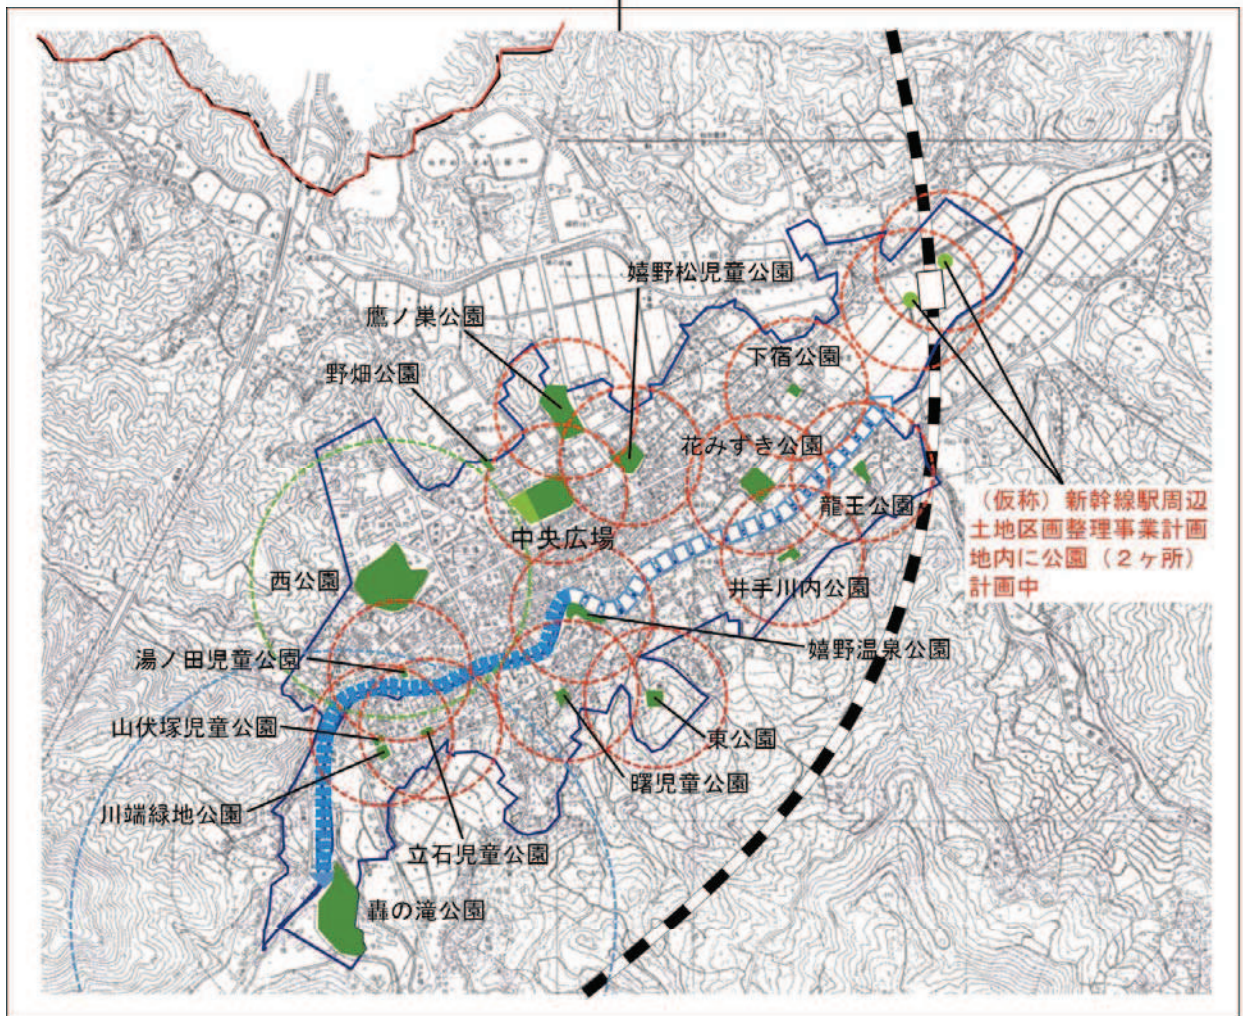 嬉野松児童公園
鷹ノ巣公園
下宿公園
野畑公園
花みずき公園
龍王公園
(仮称)新幹線駅周辺
土地区画整理事業計画
地内に公園(2ヶ所)
計画中
中央広場
西公園
井手川内公園
嬉野温泉公園
湯ノ田児童公園
山伏塚児童公園
東公園
曙児童公園
川端緑地公園
立石児童公園
轟の滝公園